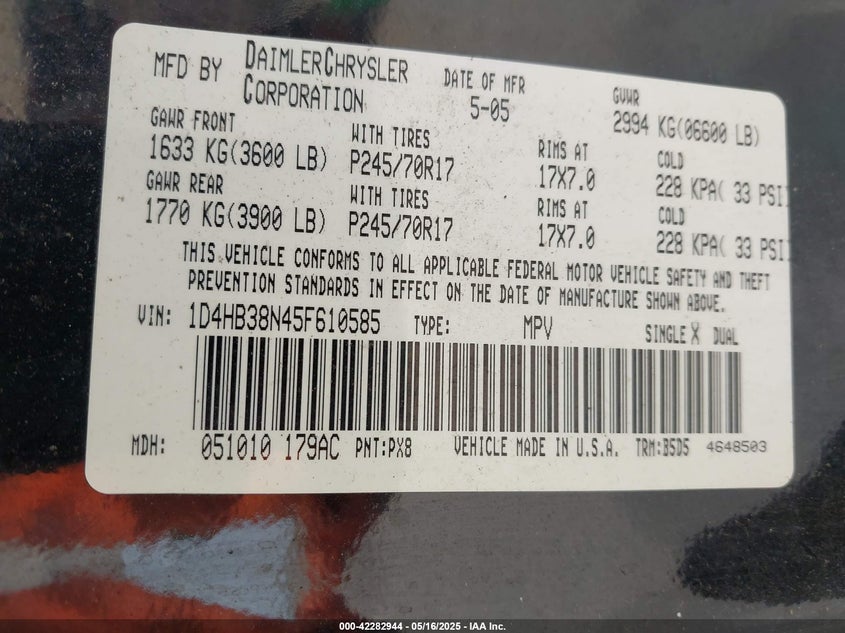 MFD BY DAIMLERCHRYSLER CORPORATION DATE OF MFR 5-05 GVWR 2994 KG(06600 LB)
GAWR FRONT WITH TIRES RIMS AT COLD
1633 KG(3600 LB) P245/70R17 17X7.0 228 KPA( 33 PSI)
GAWR REAR WITH TIRES RIMS AT COLD
1770 KG(3900 LB) P245/70R17 17X7.0 228 KPA( 33 PSI)
THIS VEHICLE CONFORMS TO ALL APPLICABLE FEDERAL MOTOR VEHICLE SAFETY AND THEFT
PREVENTION STANDARDS IN EFFECT ON THE DATE OF MANUFACTURE SHOWN ABOVE.
VIN: 1D4HB38N45F610585 TYPE: MPV SINGLE X DUAL
MDH: 051010 179AC PNT:PX8 VEHICLE MADE IN U.S.A. TRM:B5D5 4648503
000-42282944 - 05/16/2025 - IAA Inc.